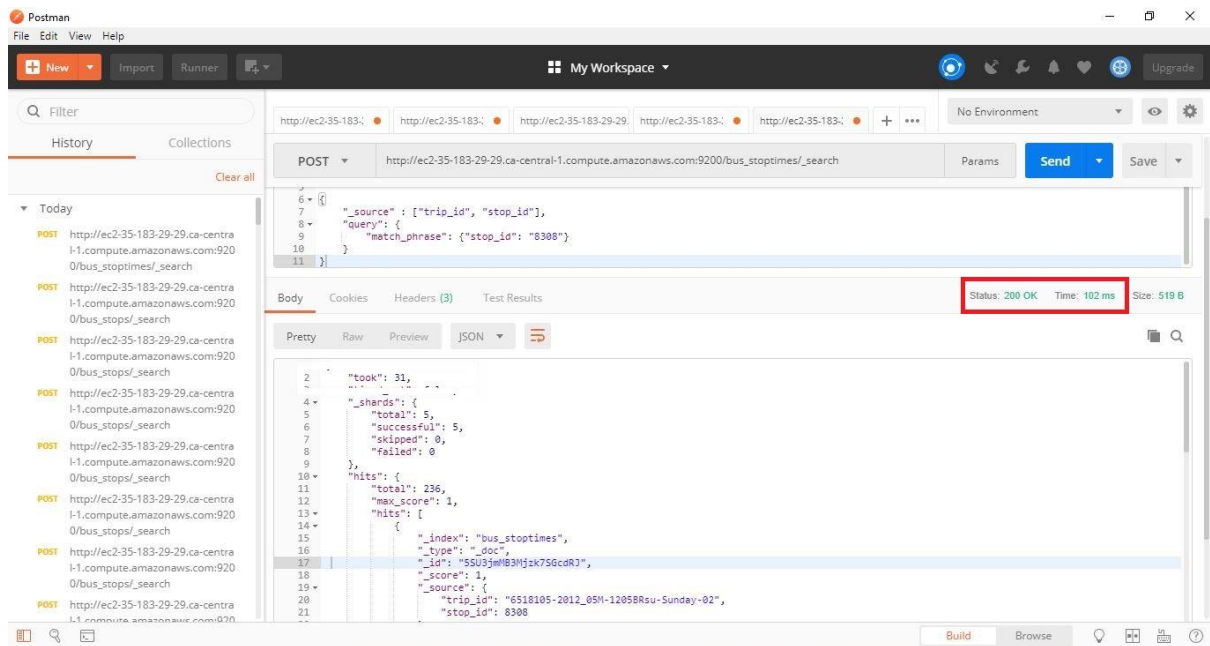 Postman
File Edit View Help
New Import Runner My Workspace Upgrade
Filter
History Collections
Clear all
Today
POST http://ec2-35-183-29-29.ca-centra
l-1.compute.amazonaws.com:920
0/bus_stoptimes/_search
POST http://ec2-35-183-29-29.ca-centra
l-1.compute.amazonaws.com:920
0/bus_stops/_search
POST http://ec2-35-183-29-29.ca-centra
l-1.compute.amazonaws.com:920
0/bus_stops/_search
POST http://ec2-35-183-29-29.ca-centra
l-1.compute.amazonaws.com:920
0/bus_stops/_search
POST http://ec2-35-183-29-29.ca-centra
l-1.compute.amazonaws.com:920
0/bus_stops/_search
POST http://ec2-35-183-29-29.ca-centra
l-1.compute.amazonaws.com:920
0/bus_stops/_search
POST http://ec2-35-183-29-29.ca-centra
l-1.compute.amazonaws.com:920
0/bus_stops/_search
POST http://ec2-35-183-29-29.ca-centra
l-1.compute.amazonaws.com:920
http://ec2-35-183-: http://ec2-35-183-: http://ec2-35-183-29-29. http://ec2-35-183-: http://ec2-35-183-: + •••
No Environment
POST http://ec2-35-183-29-29.ca-central-1.compute.amazonaws.com:9200/bus_stoptimes/_search Params Send Save
6 {
7 "_source" : ["trip_id", "stop_id"],
8 "query": {
9 "match_phrase": {"stop_id": "8308"}
10 }
11 }
Body Cookies Headers (3) Test Results Status: 200 OK Time: 102 ms Size: 519 B
Pretty Raw Preview JSON
2 "took": 31,
4 "_shards": {
5 "total": 5,
6 "successful": 5,
7 "skipped": 0,
8 "failed": 0
9 },
10 "hits": {
11 "total": 236,
12 "max_score": 1,
13 "hits": [
14 {
15 "_index": "bus_stoptimes",
16 "_type": "_doc",
17 "_id": "5SU3jmMB3Mjzk7SGcdRJ",
18 "_score": 1,
19 "_source": {
20 "trip_id": "6518105-2012_05M-1205BRsu-Sunday-02",
21 "stop_id": 8308
Build Browse